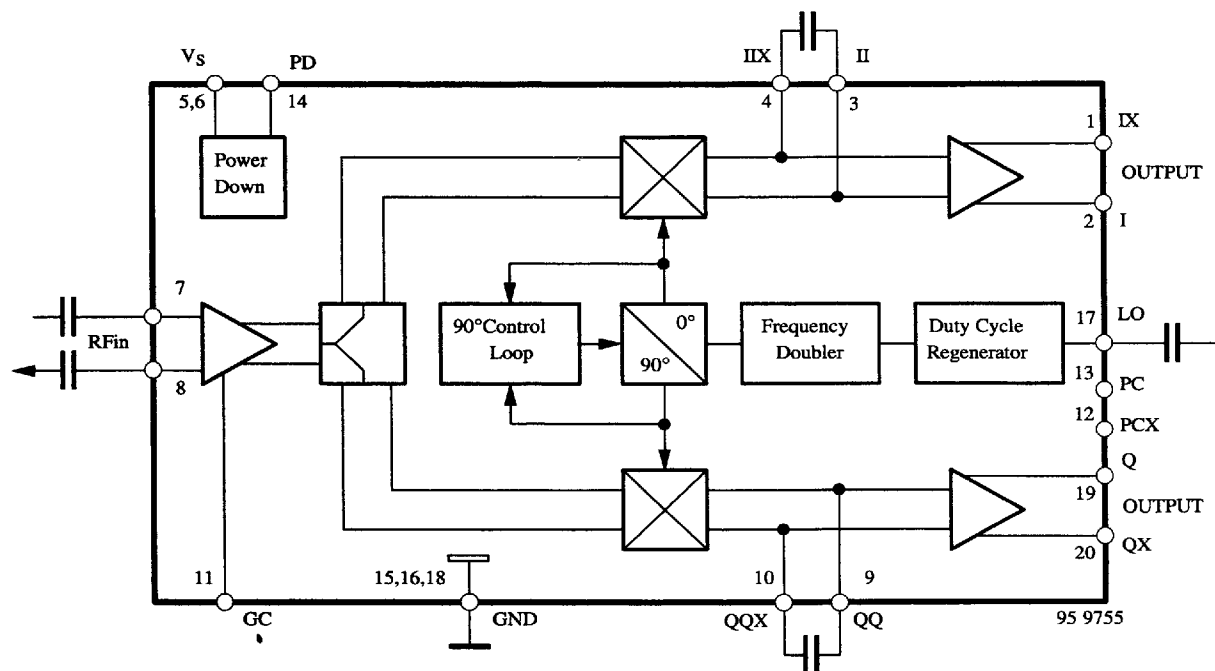 VS
PD
IIX
II
5,6
14
4
3
1
IX
Power
Down
OUTPUT
2
I
7
RFin
90°Control
Loop
0°
90°
Frequency
Doubler
Duty Cycle
Regenerator
17
LO
13
PC
8
12
PCX
Q
19
OUTPUT
20
QX
11
15,16,18
10
9
GC
GND
QQX
QQ
95 9755